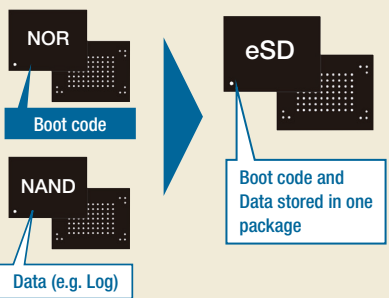 NOR
Boot code
NAND
Data (e.g. Log)
eSD
Boot code and
Data stored in one
package